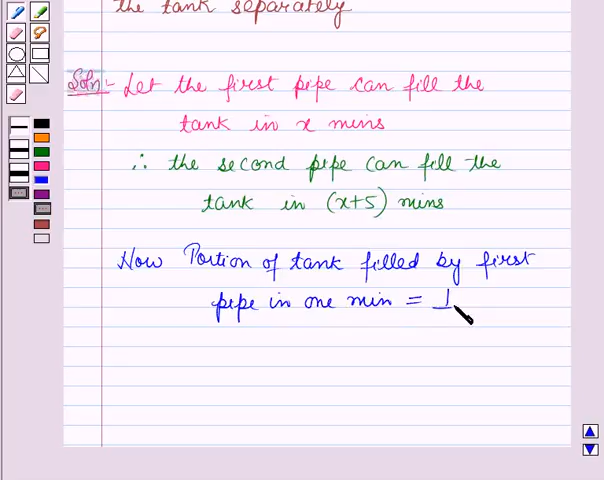 the tank separately
Soln:- Let the first pipe can fill the
tank in x mins
∴ the second pipe can fill the
tank in (x+5) mins
Now Portion of tank filled by first
pipe in one min = 1